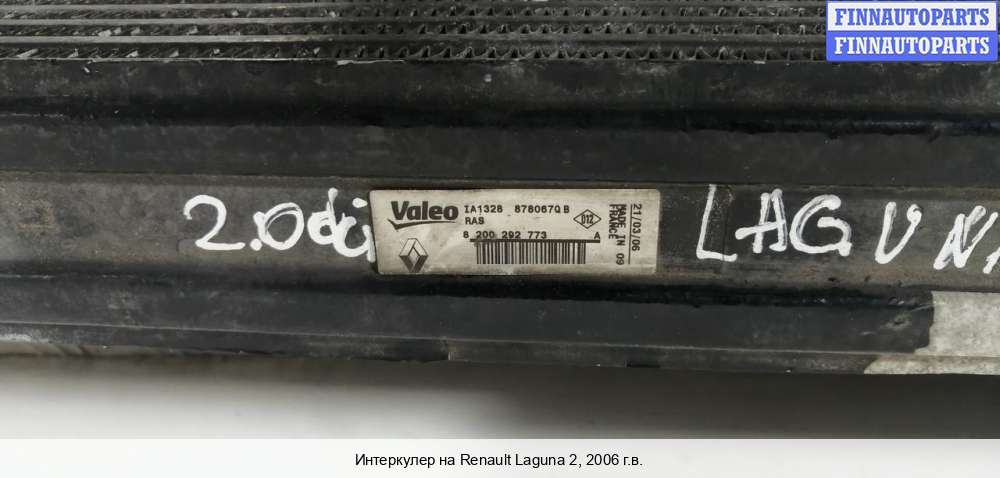 FINNAUTOPARTS
FINNAUTOPARTS
2.0dci
Valeo
IA1328 878067Q B
RAS
8 200 292 773 A
D12
21/03/06
MADE IN 09
FRANCE
LAGUNA
Интеркулер на Renault Laguna 2, 2006 г.в.